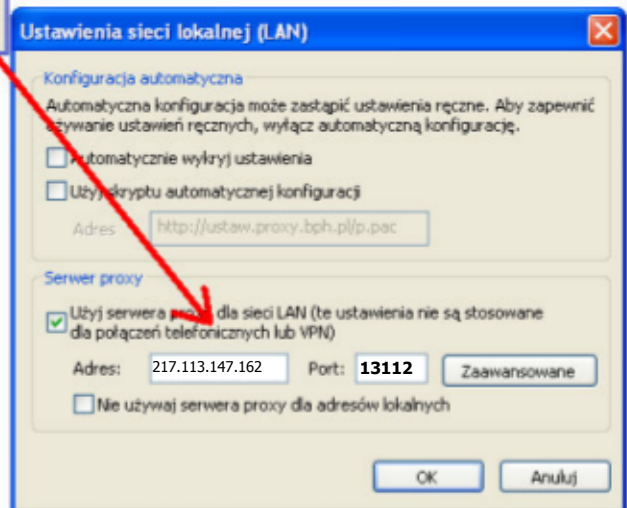 Ustawienia sieci lokalnej (LAN)
Konfiguracja automatyczna
Automatyczna konfiguracja może zastąpić ustawienia ręczne. Aby zapewnić
używanie ustawień ręcznych, wyłącz automatyczną konfigurację.
Automatycznie wykryj ustawienia
Użyj skryptu automatycznej konfiguracji
Adres http://ustaw.proxy.bph.pl/p.pac
Serwer proxy
Użyj serwera proxy dla sieci LAN (te ustawienia nie są stosowane
dla połączeń telefonicznych lub VPN)
Adres: 217.113.147.162 Port: 13112 Zaawansowane
Nie używaj serwera proxy dla adresów lokalnych
OK Anuluj